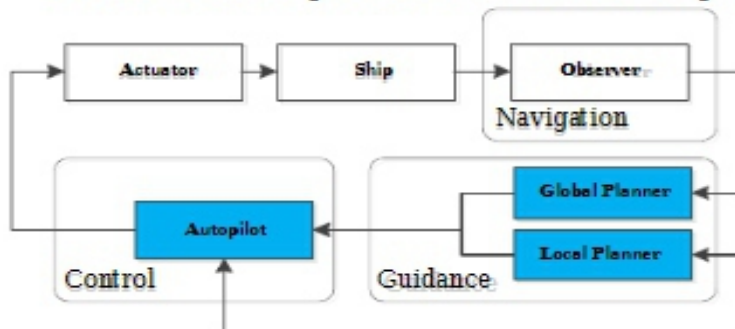 Actuator
Ship
Observer
Navigation
Global Planner
Autopilot
Local Planner
Control
Guidance